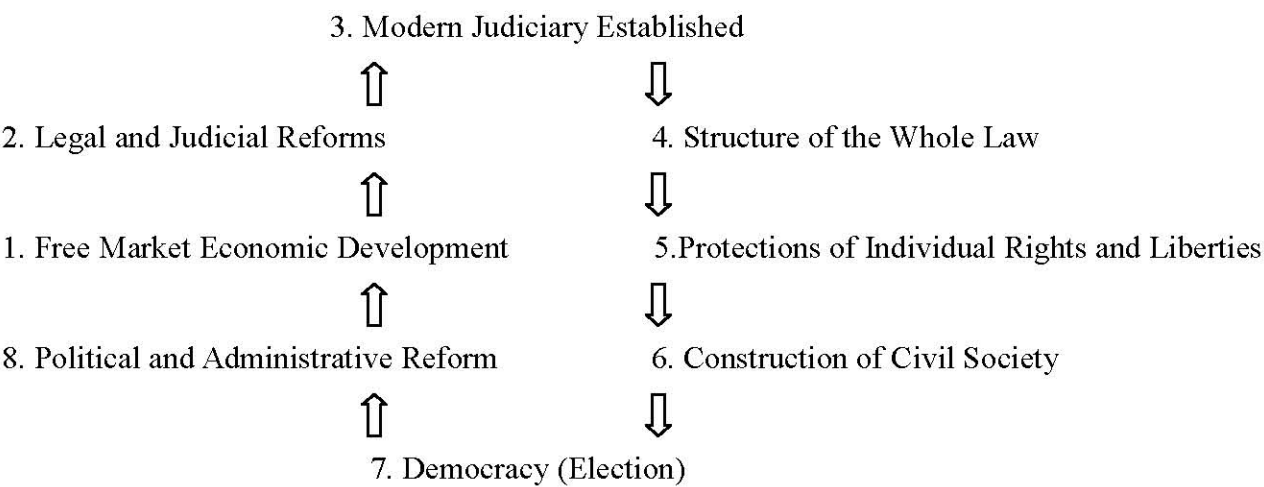 3. Modern Judiciary Established
2. Legal and Judicial Reforms
4. Structure of the Whole Law
1. Free Market Economic Development
5.Protections of Individual Rights and Liberties
8. Political and Administrative Reform
6. Construction of Civil Society
7. Democracy (Election)